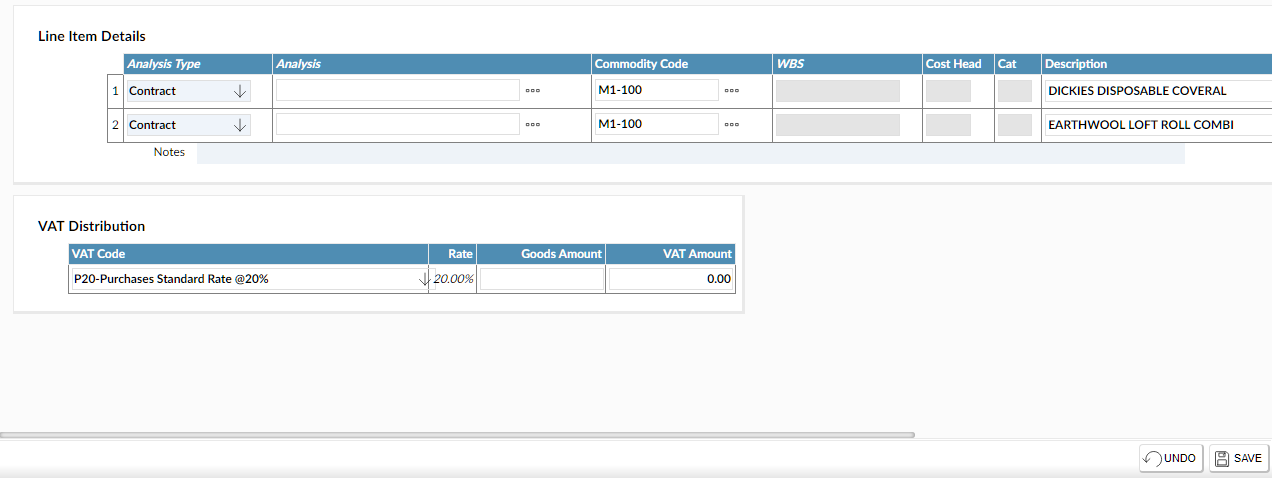 Line Item Details
Analysis Type Analysis Commodity Code WBS Cost Head Cat Description
1 Contract M1-100 DICKIES DISPOSABLE COVERAL
2 Contract M1-100 EARTHWOOL LOFT ROLL COMBI
Notes
VAT Distribution
VAT Code Rate Goods Amount VAT Amount
P20-Purchases Standard Rate @20% 20.00% 0.00
UNDO SAVE